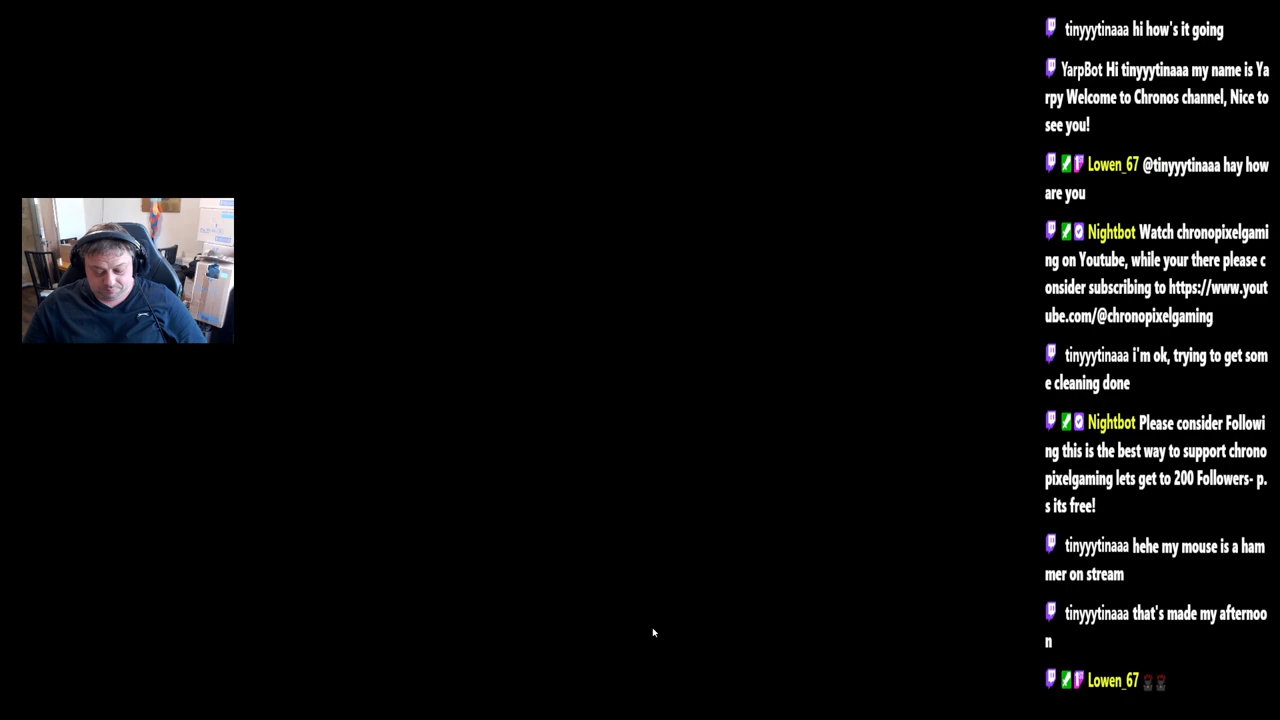 tinyyytinaaa hi how's it going
YarpBot Hi tinyyytinaaa my name is Ya
rpy Welcome to Chronos channel, Nice to
see you!
Lowen_67 @tinyyytinaaa hay how
are you
Nightbot Watch chronopixelgami
ng on Youtube, while your there please c
onsider subscribing to https://www.yout
ube.com/@chronopixelgaming
tinyyytinaaa i'm ok, trying to get som
e cleaning done
Nightbot Please consider Followi
ng this is the best way to support chrono
pixelgaming lets get to 200 Followers- p.
s its free!
tinyyytinaaa hehe my mouse is a ham
mer on stream
tinyyytinaaa that's made my afternoo
n
Lowen_67